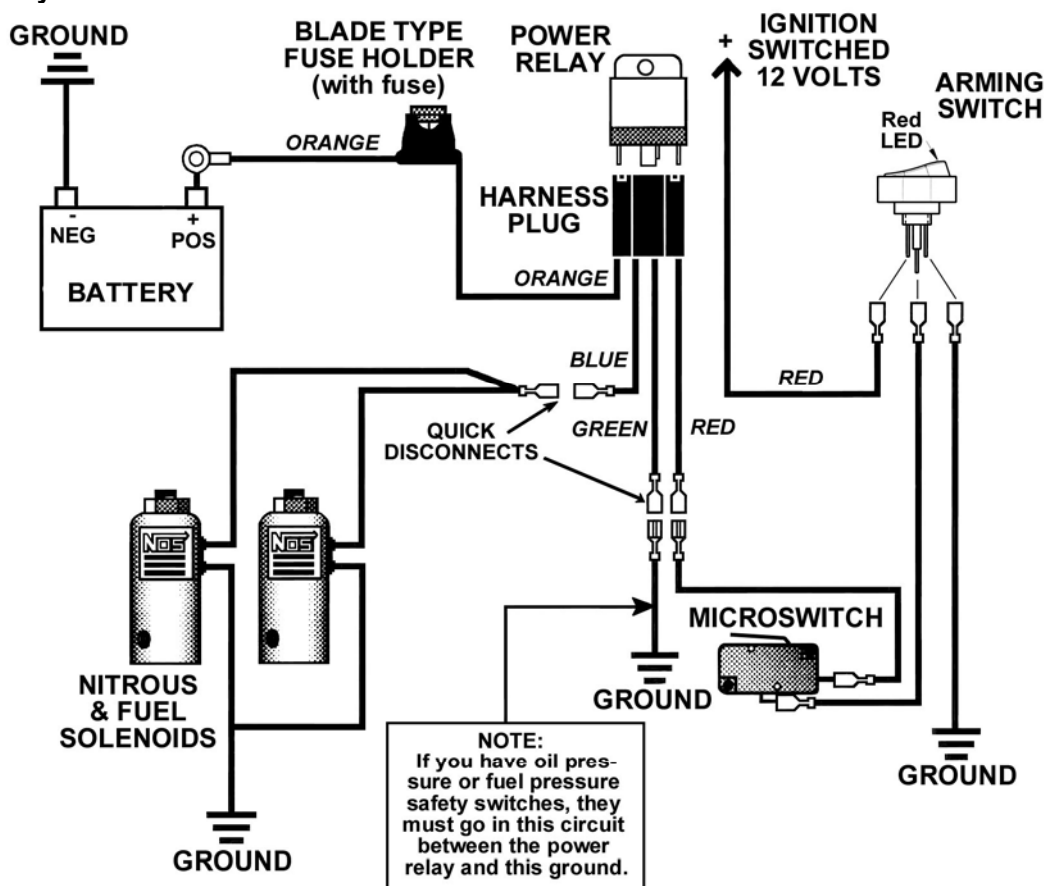 GROUND
BLADE TYPE
FUSE HOLDER
(with fuse)
POWER
RELAY
+
IGNITION
SWITCHED
12 VOLTS
ARMING
SWITCH
Red
LED
ORANGE
HARNESS
PLUG
-
NEG
+
POS
BATTERY
ORANGE
BLUE
RED
QUICK
DISCONNECTS
GREEN
RED
NOS
NOS
MICROSWITCH
NITROUS
& FUEL
SOLENOIDS
GROUND
GROUND
NOTE:
If you have oil pres-
sure or fuel pressure
safety switches, they
must go in this circuit
between the power
relay and this ground.
GROUND